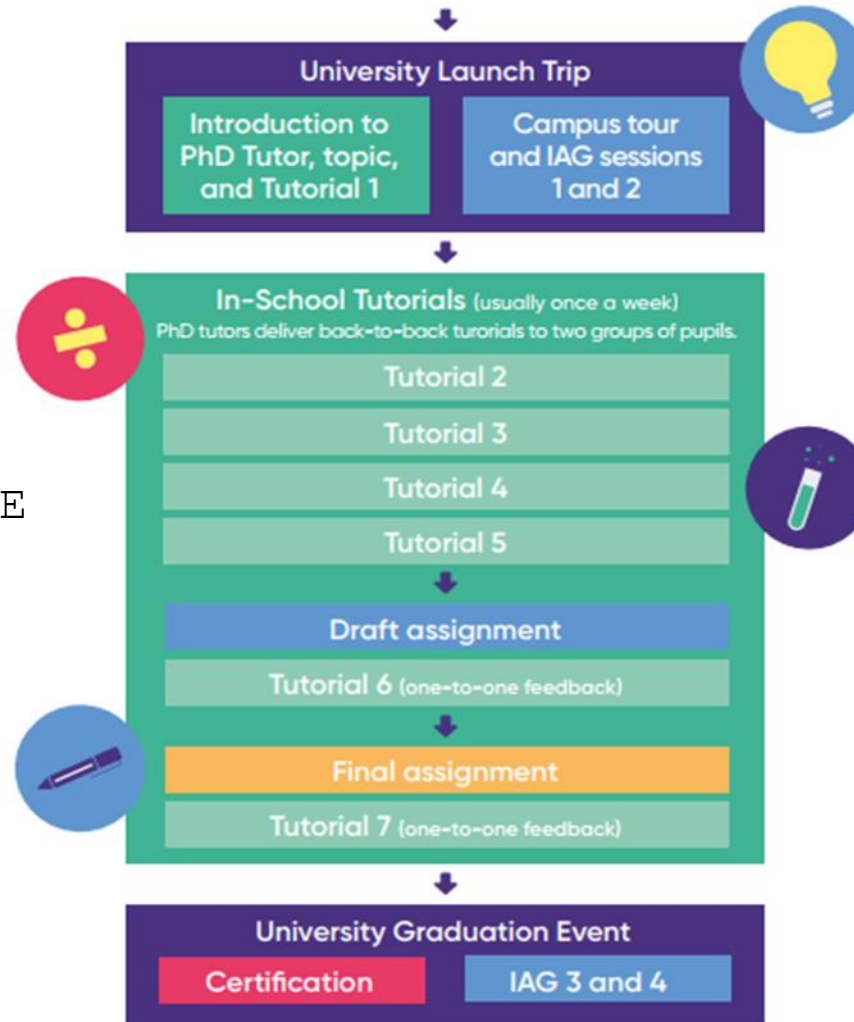 University Launch Trip
Introduction to
PhD Tutor, topic,
and Tutorial 1
Campus tour
and IAG sessions
1 and 2
In-School Tutorials (usually once a week)
PhD tutors deliver back-to-back turorials to two groups of pupils.
Tutorial 2
Tutorial 3
Tutorial 4
E
Tutorial 5
Draft assignment
Tutorial 6 (one-to-one feedback)
Final assignment
Tutorial 7 (one-to-one feedback)
University Graduation Event
Certification
IAG 3 and 4